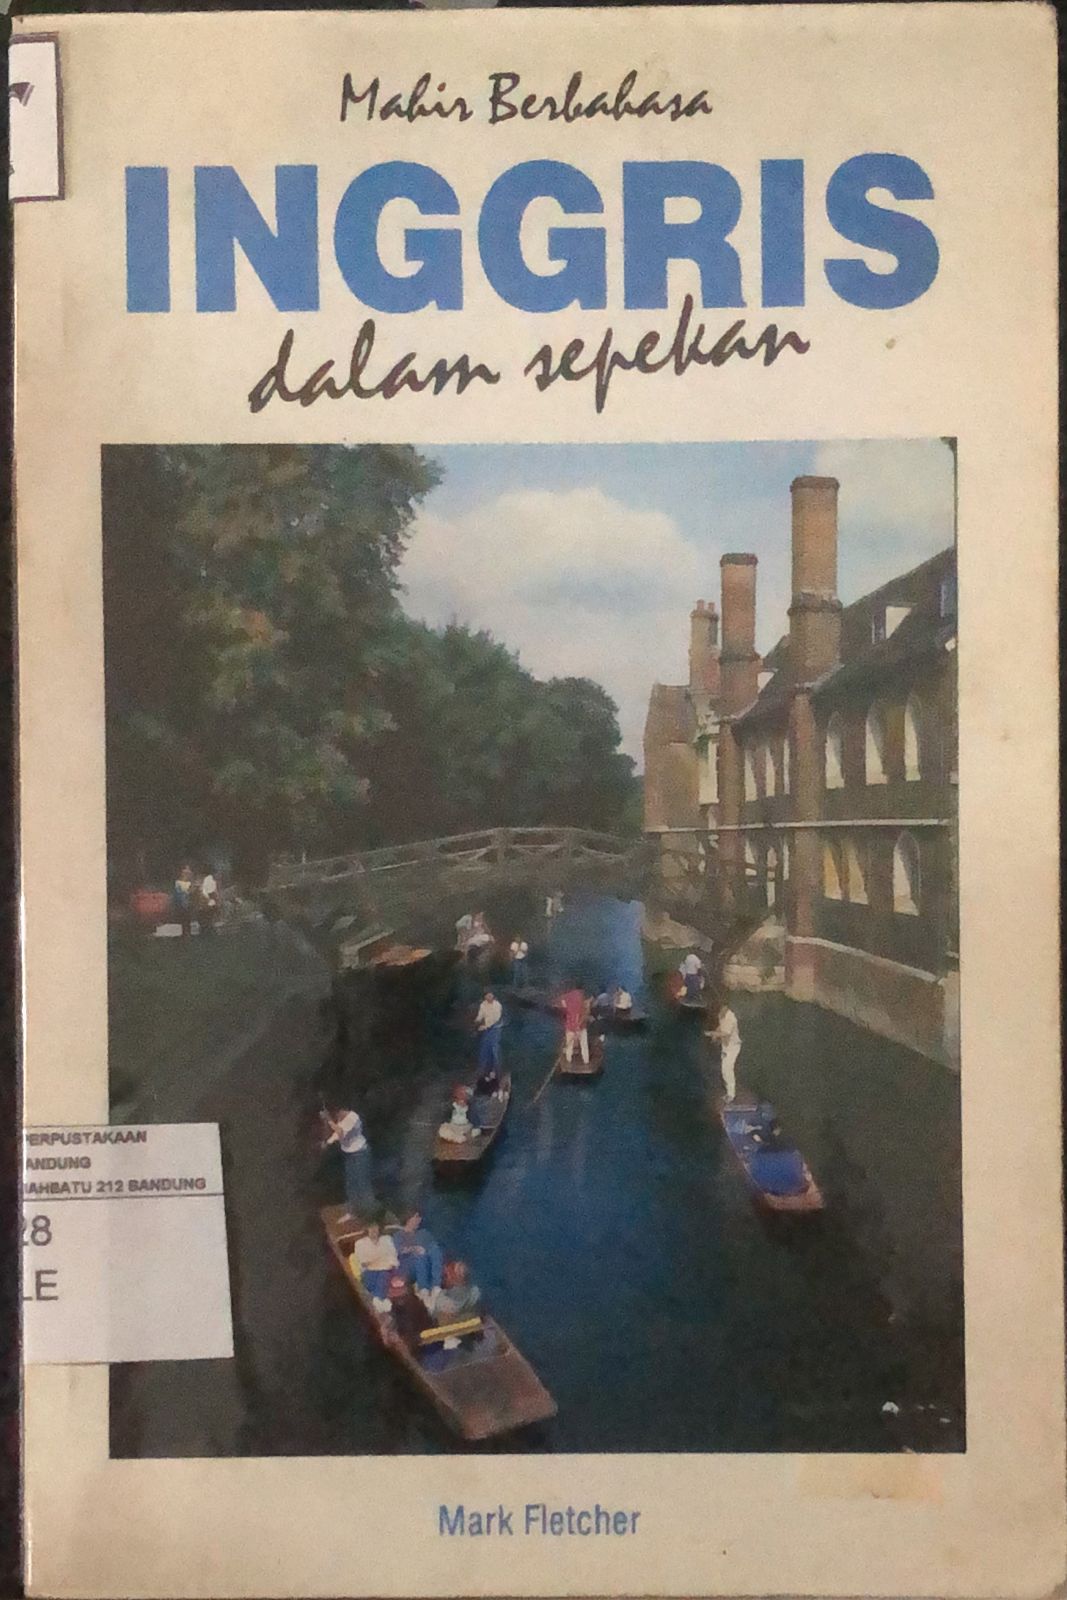 Mahir Berbahasa
INGGRIS
dalam sepekan
PERPUSTAKAAN
ANDUNG
AHBATU 212 BANDUNG
28
LE
Mark Fletcher